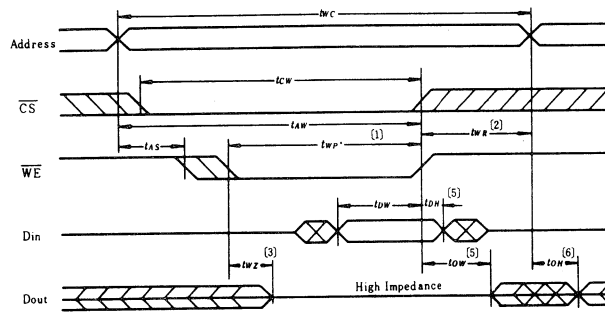 tWC
Address
tCW
CS
tAW
tWP (1)
tWR (2)
tAS
WE
tDW
tDH (5)
Din
tWZ (3)
tOW (5)
tOH (6)
High Impedance
Dout